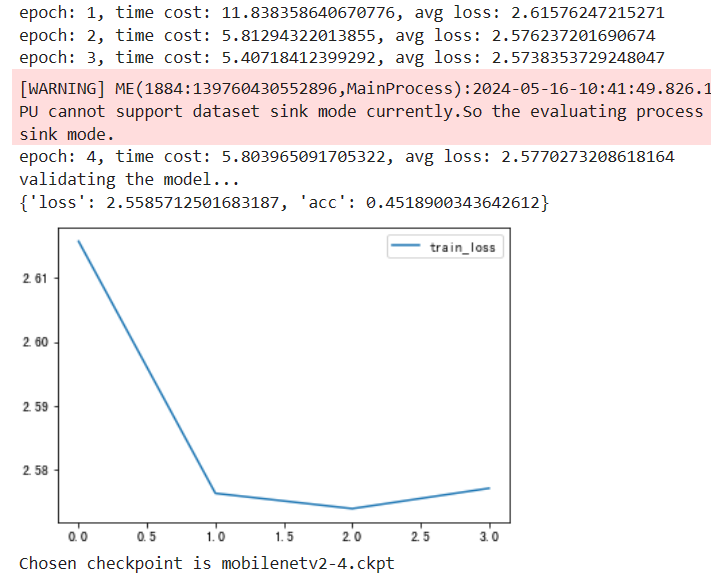 epoch: 1, time cost: 11.838358640670776, avg loss: 2.61576247215271
epoch: 2, time cost: 5.81294322013855, avg loss: 2.576237201690674
epoch: 3, time cost: 5.40718412399292, avg loss: 2.5738353729248047
[WARNING] ME(1884:139760430552896,MainProcess):2024-05-16-10:41:49.826.1
PU cannot support dataset sink mode currently.So the evaluating process
sink mode.
epoch: 4, time cost: 5.803965091705322, avg loss: 2.5770273208618164
validating the model...
{'loss': 2.5585712501683187, 'acc': 0.4518900343642612}
train_loss
2.61
2.60
2.59
2.58
0.0 0.5 1.0 1.5 2.0 2.5 3.0
Chosen checkpoint is mobilenetv2-4.ckpt